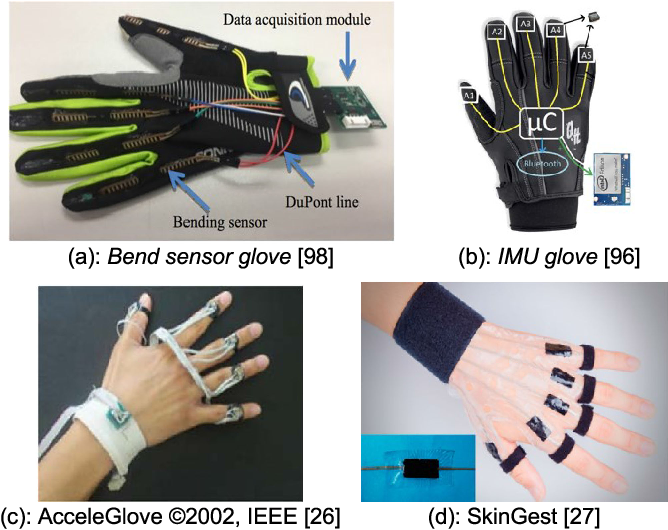 Data acquisition module
DuPont line
Bending sensor
(a): Bend sensor glove [98]
A1
A2
A3
A4
A5
µC
Bluetooth
(b): IMU glove [96]
(c): AcceleGlove ©2002, IEEE [26]
(d): SkinGest [27]